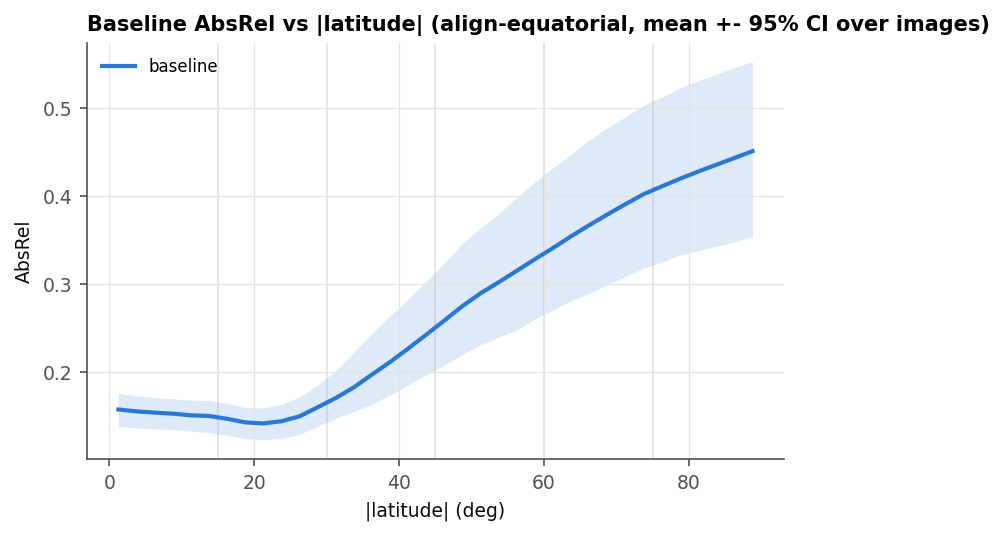 Baseline AbsRel vs |latitude| (align-equatorial, mean +- 95% CI over images)
baseline
0.5
0.4
0.3
0.2
AbsRel
0 20 40 60 80
|latitude| (deg)